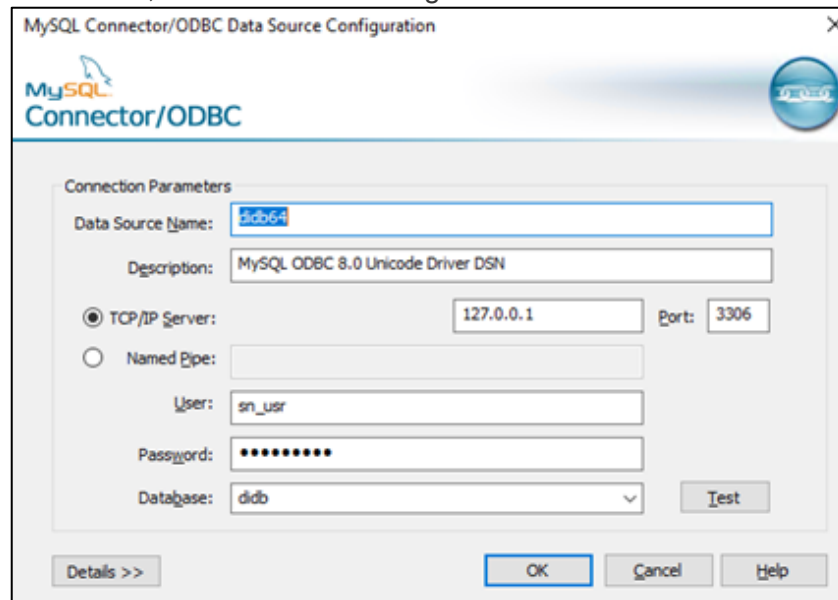 MySQL Connector/ODBC Data Source Configuration
MySQL
Connector/ODBC
Connection Parameters
Data Source Name: didb64
Description: MySQL ODBC 8.0 Unicode Driver DSN
TCP/IP Server: 127.0.0.1 Port: 3306
Named Pipe:
User: sn_usr
Password: •••••••••
Database: didb Test
Details >> OK Cancel Help